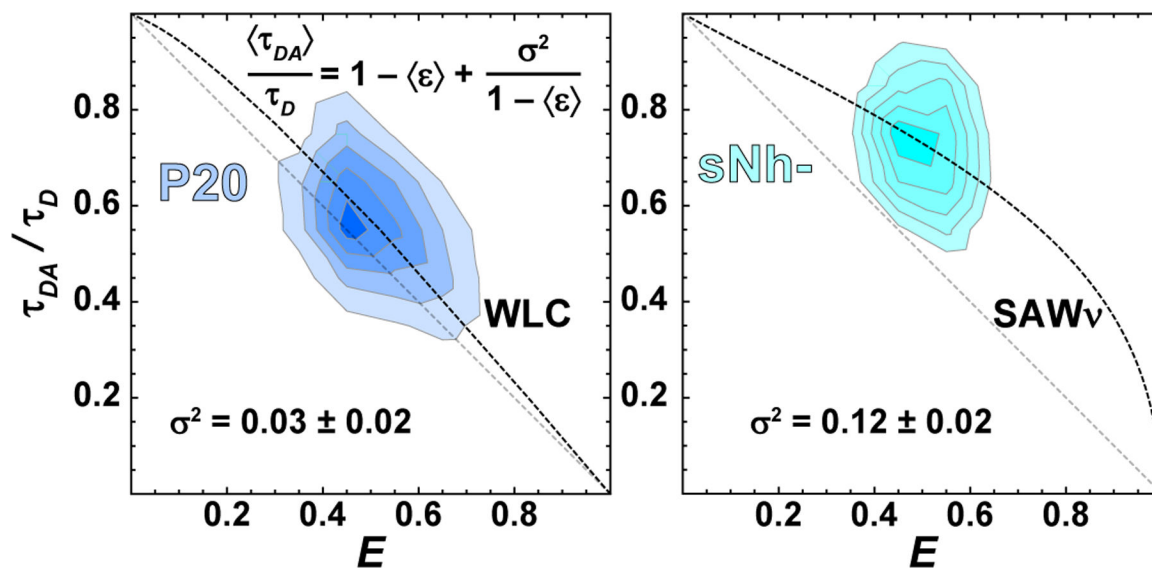 ⟨τDA⟩ / τD = 1 – ⟨ε⟩ + σ² / 1 – ⟨ε⟩
P20
WLC
σ² = 0.03 ± 0.02
τDA / τD
0.8
0.6
0.4
0.2
0.2 0.4 0.6 0.8
E
sNh-
SAWν
σ² = 0.12 ± 0.02
0.8
0.6
0.4
0.2
0.2 0.4 0.6 0.8
E